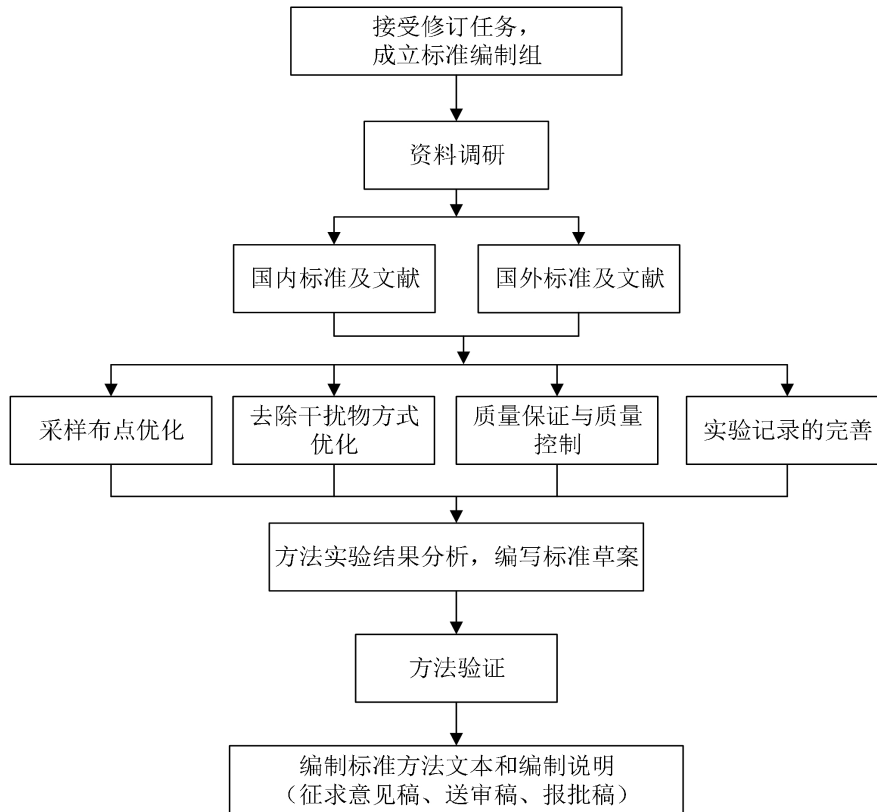 接受修订任务，
成立标准编制组
资料调研
国内标准及文献
国外标准及文献
采样布点优化
去除干扰物方式
优化
质量保证与质量
控制
实验记录的完善
方法实验结果分析，编写标准草案
方法验证
编制标准方法文本和编制说明
（征求意见稿、送审稿、报批稿）